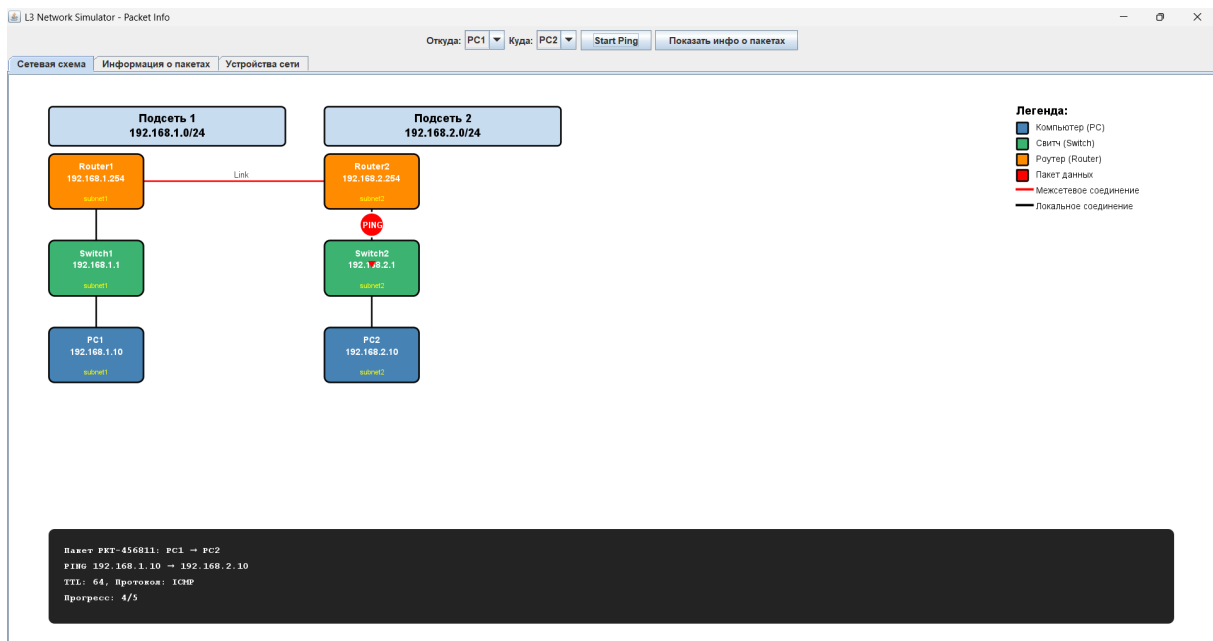 L3 Network Simulator - Packet Info
Откуда: PC1 Куда: PC2 Start Ping Показать инфо о пакетах
Сетевая схема Информация о пакетах Устройства сети
Подсеть 1
192.168.1.0/24
Подсеть 2
192.168.2.0/24
Легенда:
Компьютер (PC)
Свитч (Switch)
Роутер (Router)
Пакет данных
Межсетевое соединение
Локальное соединение
Router1
192.168.1.254
subnet1
Link
Router2
192.168.2.254
subnet2
PING
Switch1
192.168.1.1
subnet1
Switch2
192.168.2.1
subnet2
PC1
192.168.1.10
subnet1
PC2
192.168.2.10
subnet2
Пакет PKT-456811: PC1 → PC2
PING 192.168.1.10 → 192.168.2.10
TTL: 64, Протокол: ICMP
Прогресс: 4/5